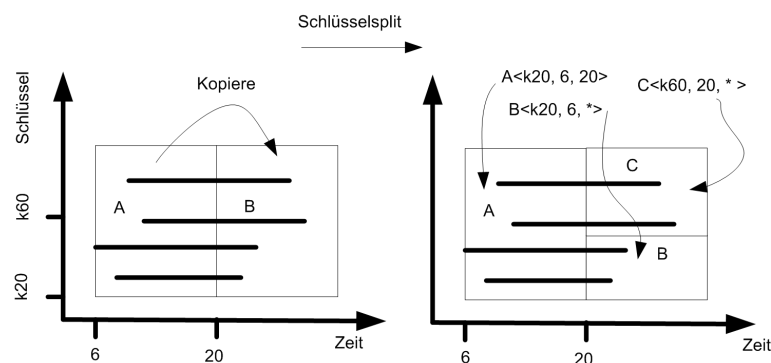 Schlüsselsplit
Kopiere
Schlüssel
k60
k20
A
B
6
20
Zeit
A<k20, 6, 20>
B<k20, 6, *>
C<k60, 20, * >
C
A
B
6
20
Zeit